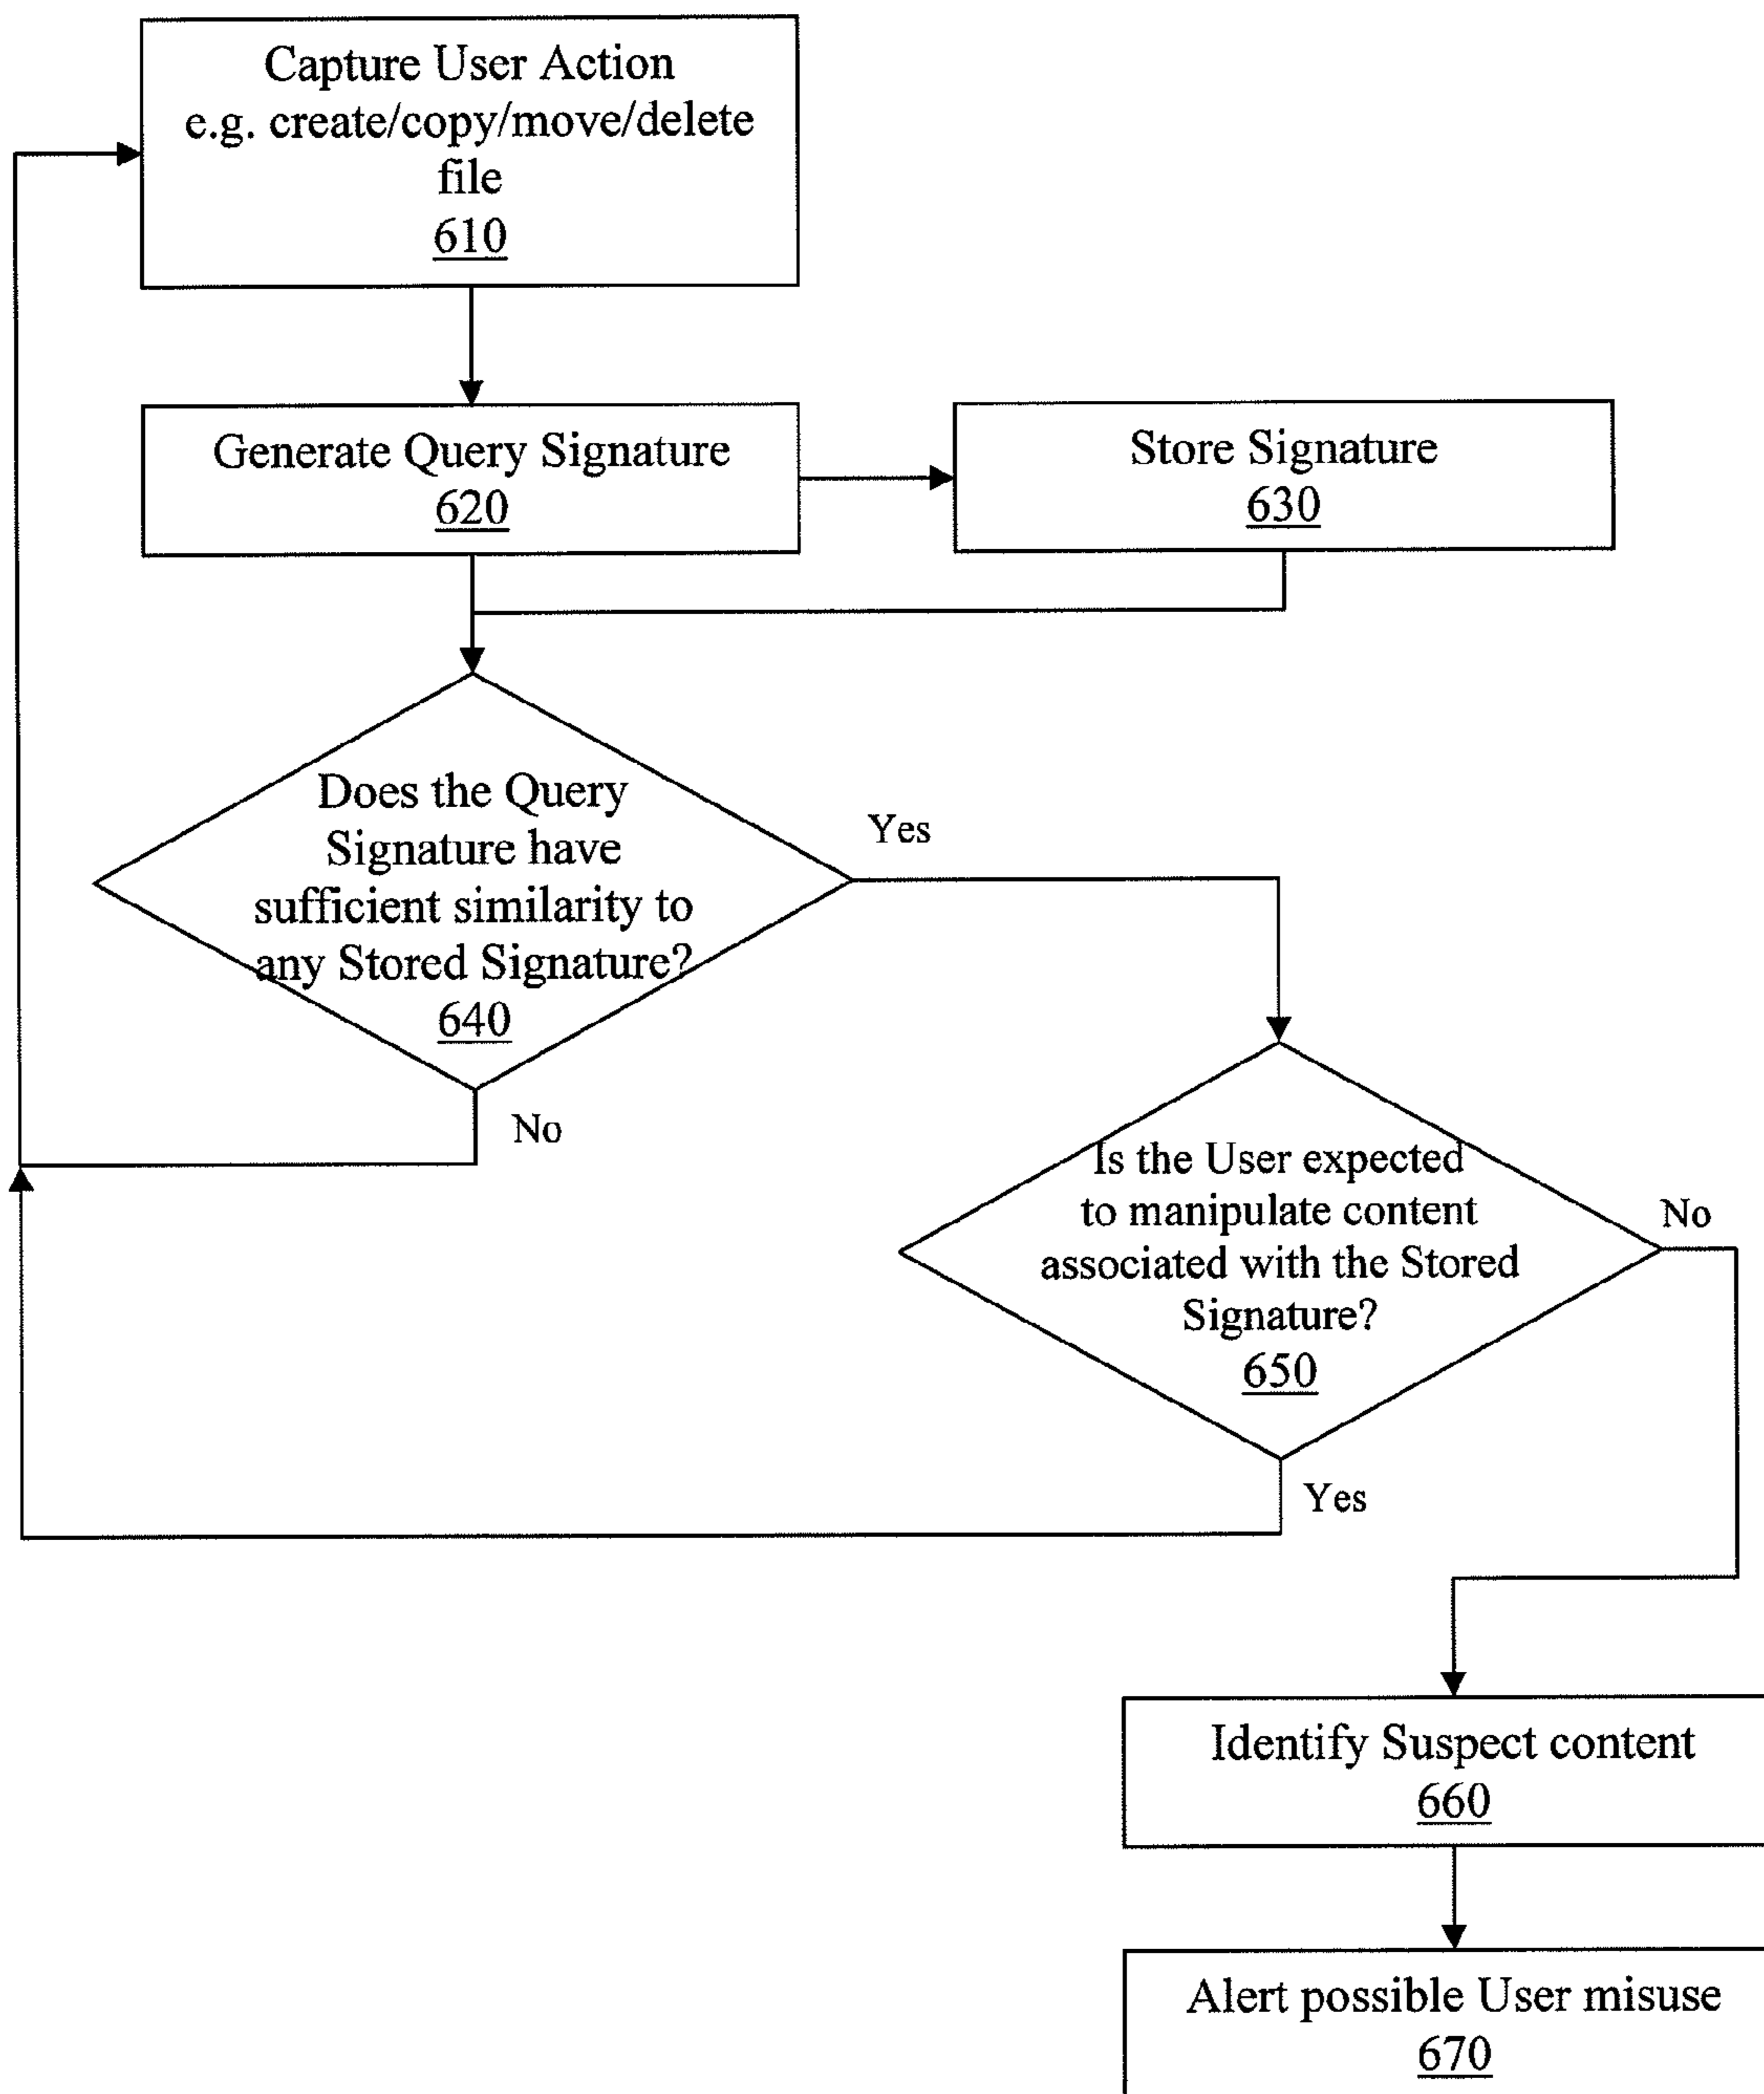 Capture User Action
e.g. create/copy/move/delete
file
610
Generate Query Signature
620
Store Signature
630
Does the Query
Signature have
sufficient similarity to
any Stored Signature?
640
Yes
No
Is the User expected
to manipulate content
associated with the Stored
Signature?
650
No
Yes
Identify Suspect content
660
Alert possible User misuse
670